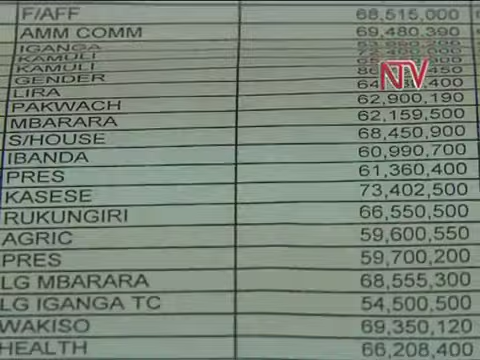 F/AFF 68,515,000
AMM COMM 69,480,390
IGANGA
KAMULI
KAMULI
GENDER
NTV
LIRA
PAKWACH 62,900,190
MBARARA 62,159,500
S/HOUSE 68,450,900
IBANDA 60,990,700
PRES 61,360,400
KASESE 73,402,500
RUKUNGIRI 66,550,500
AGRIC 59,600,550
PRES 59,700,200
LG MBARARA 68,555,300
LG IGANGA TC 54,500,500
WAKISO 69,350,120
HEALTH 66,208,400